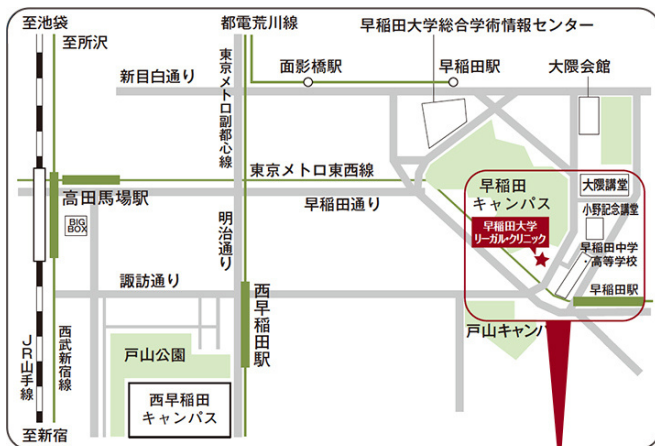 至池袋
至所沢
都電荒川線
早稲田大学総合学術情報センター
面影橋駅
早稲田駅
大隈会館
新目白通り
東京メトロ副都心線
東京メトロ東西線
高田馬場駅
早稲田通り
BIG
BOX
明治通り
早稲田
キャンパス
大隈講堂
小野記念講堂
早稲田大学
リーガル・クリニック
早稲田中学
・高等学校
早稲田駅
諏訪通り
西早稲田駅
戸山キャンパ
戸山公園
西早稲田
キャンパス
JR山手線
西武新宿線
至新宿